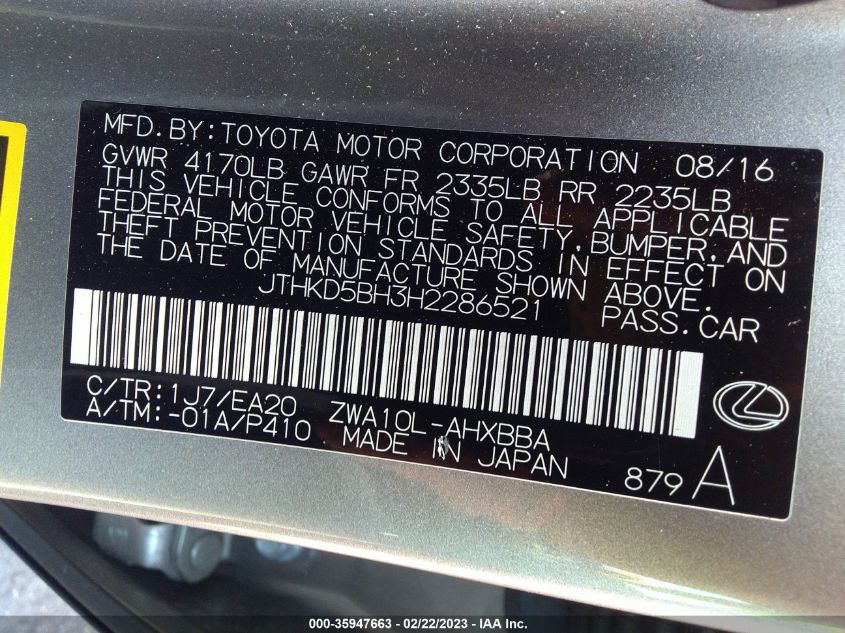 MFD.BY:TOYOTA MOTOR CORPORATION 08/16
GVWR 4170LB GAWR FR 2335LB RR 2235LB
THIS VEHICLE CONFORMS TO ALL APPLICABLE
FEDERAL MOTOR VEHICLE SAFETY,BUMPER,AND
THEFT PREVENTION STANDARDS IN EFFECT ON
THE DATE OF MANUFACTURE SHOWN ABOVE.
JTHKD5BH3H2286521 PASS.CAR
C/TR:1J7/EA20 ZWA10L-AHXBBA
A/TM:-01A/P410 MADE IN JAPAN
879A
000-35947663 - 02/22/2023 - IAA Inc.